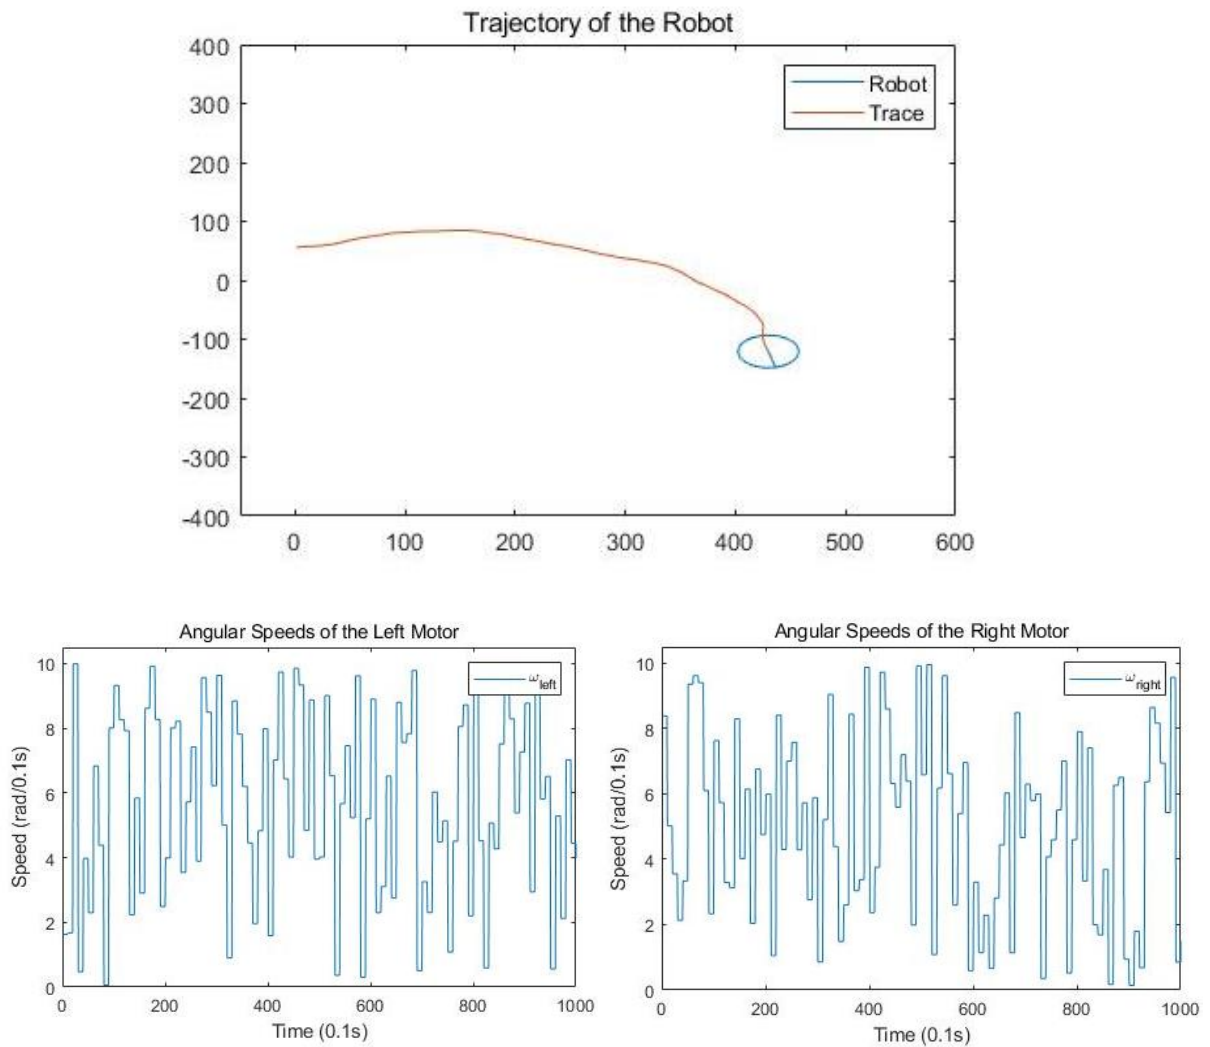 Trajectory of the Robot
400
300
200
100
0
-100
-200
-300
-400
0 100 200 300 400 500 600
Robot
Trace
Angular Speeds of the Left Motor
10
8
6
4
2
0
0 200 400 600 800 1000
Speed (rad/0.1s)
Time (0.1s)
ωleft
Angular Speeds of the Right Motor
10
8
6
4
2
0
0 200 400 600 800 1000
Speed (rad/0.1s)
Time (0.1s)
ωright